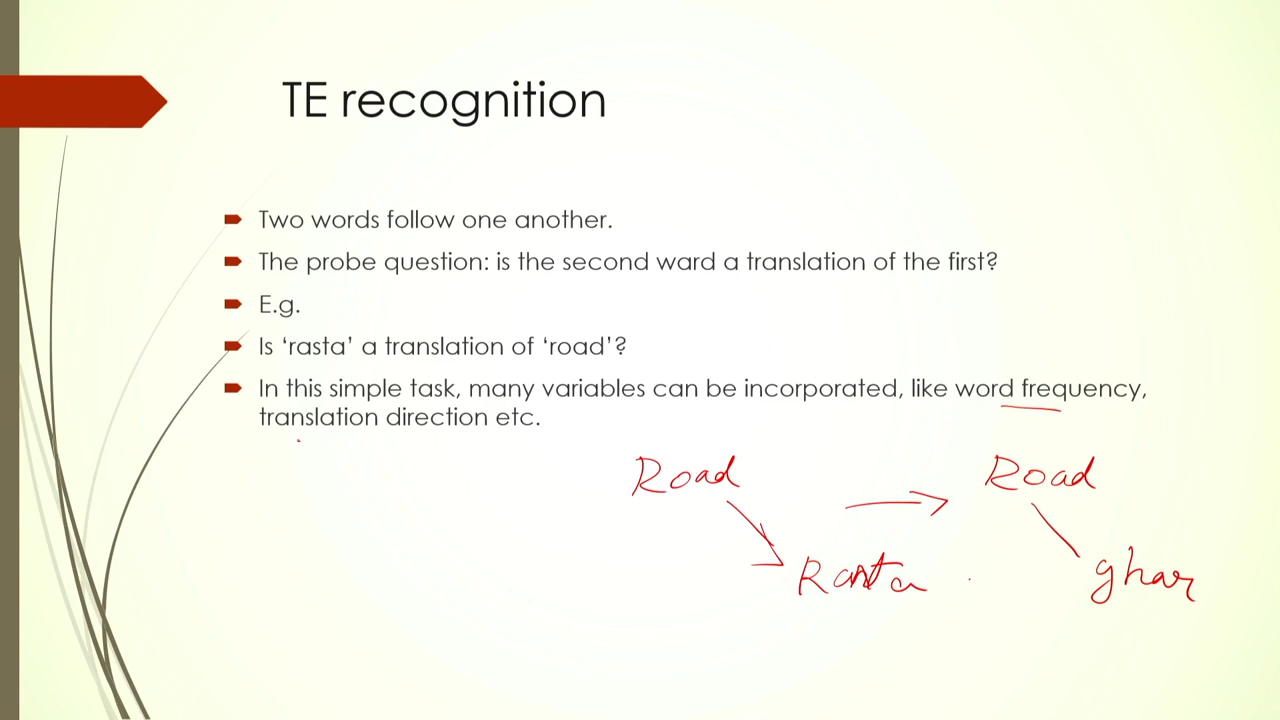 TE recognition
Two words follow one another.
The probe question: is the second ward a translation of the first?
E.g.
Is ‘rasta’ a translation of ‘road’?
In this simple task, many variables can be incorporated, like word frequency,
translation direction etc.
Road
Road
Rasta
ghar